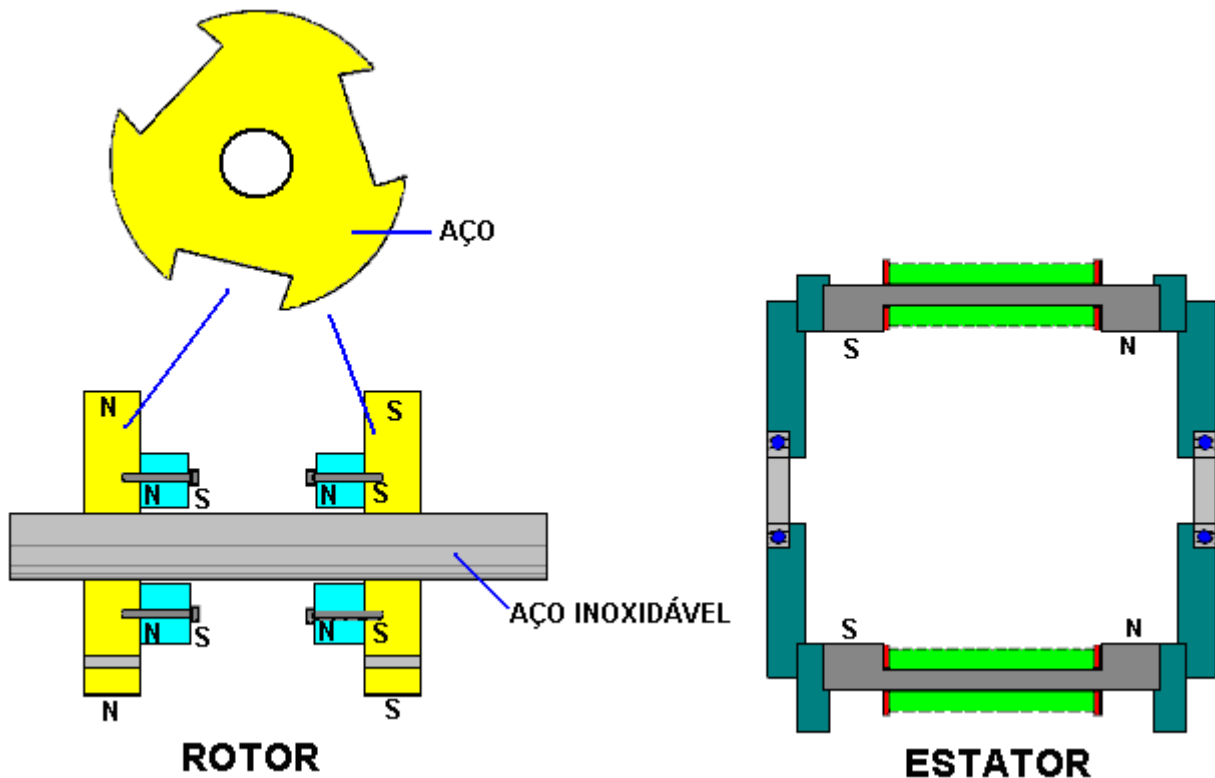 AÇO
S N
N S
N S N S
AÇO INOXIDÁVEL
N S N S
S N
N S
ROTOR
ESTATOR